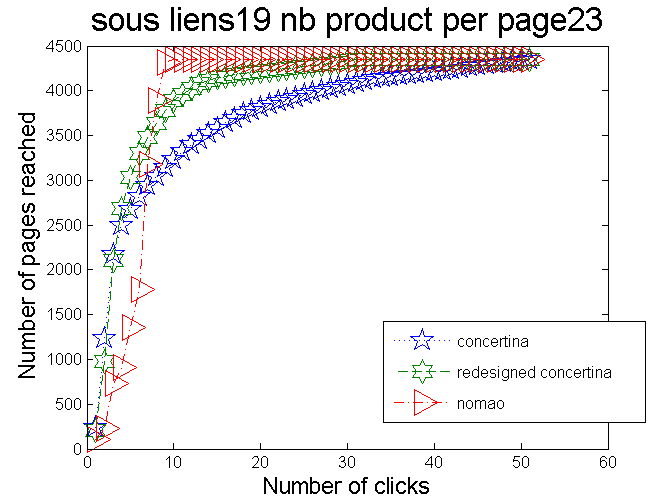 sous liens19 nb product per page23
4500
4000
3500
3000
2500
2000
1500
1000
500
0
Number of pages reached
concertina
redesigned concertina
nomao
0 10 20 30 40 50 60
Number of clicks